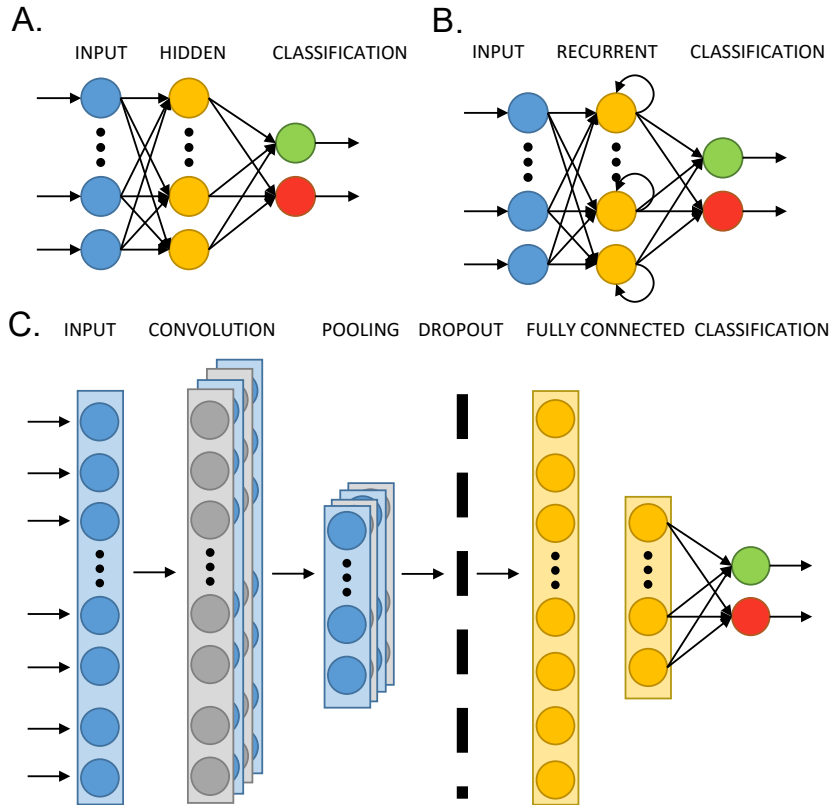 A.
INPUT HIDDEN CLASSIFICATION
B.
INPUT RECURRENT CLASSIFICATION
C.
INPUT CONVOLUTION POOLING DROPOUT FULLY CONNECTED CLASSIFICATION